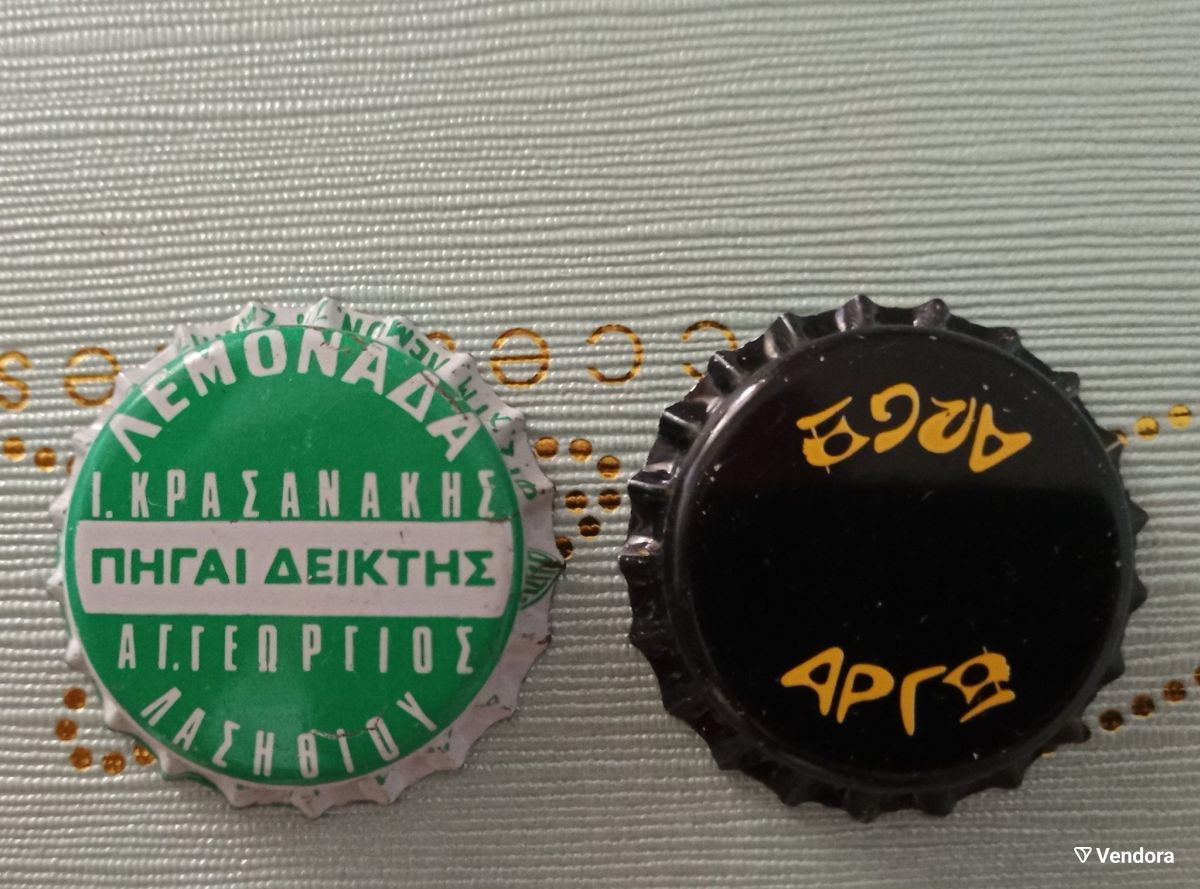 ΛΕΜΟΝΑΔΑ
Ι. ΚΡΑΣΑΝΑΚΗΣ
ΠΗΓΑΙ ΔΕΙΚΤΗΣ
ΑΓ. ΓΕΩΡΓΙΟΣ
ΛΑΣΗΘΙΟΥ
ΑΡΓΩ
ΑΡΓΩ
Vendora